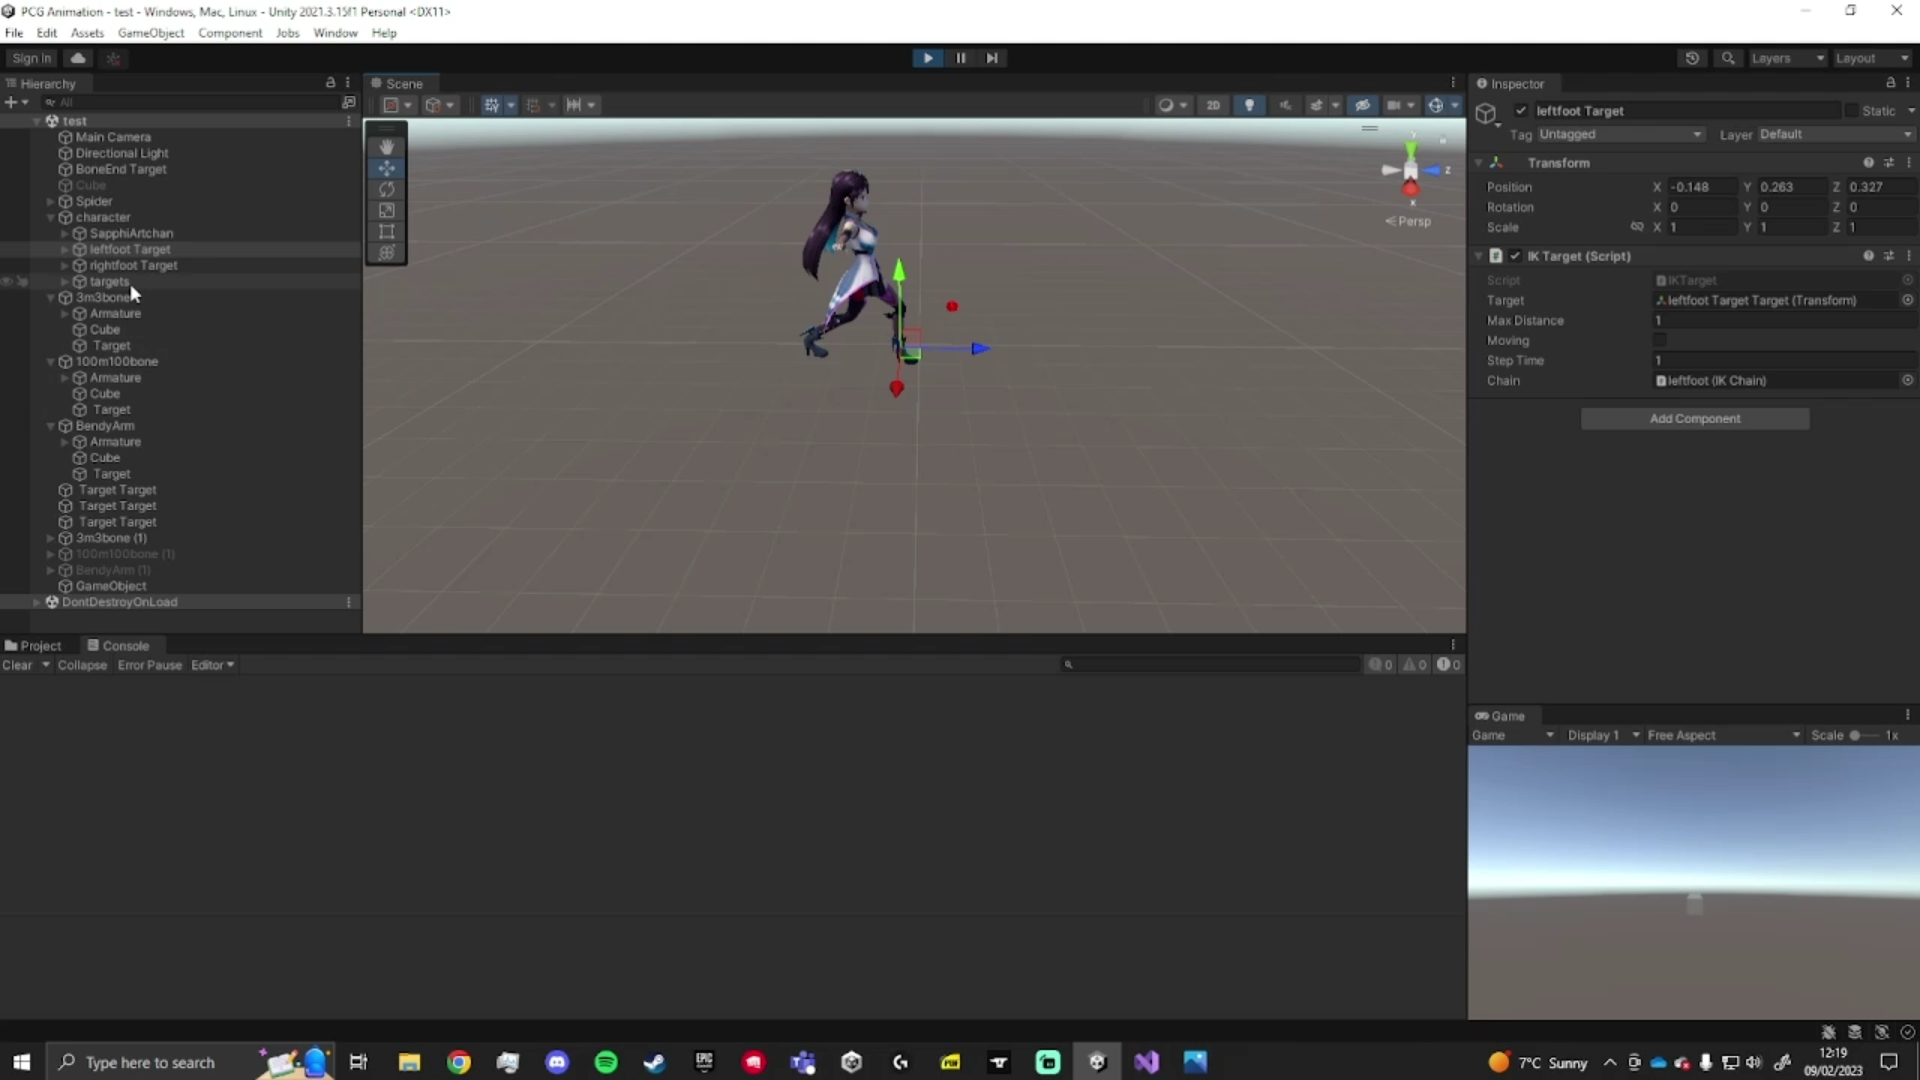 PCG Animation - test - Windows, Mac, Linux - Unity 2021.3.15f1 Personal <DX11>
File Edit Assets GameObject Component Jobs Window Help
Sign In
Layers Layout
Hierarchy
All
test
Main Camera
Directional Light
BoneEnd Target
Cube
Spider
character
SapphiArtchan
leftfoot Target
rightfoot Target
targets
3m3bone
Armature
Cube
Target
100m100bone
Armature
Cube
Target
BendyArm
Armature
Cube
Target
Target Target
Target Target
Target Target
3m3bone (1)
100m100bone (1)
BendyArm (1)
GameObject
DontDestroyOnLoad
Scene
2D
z
x
Persp
Inspector
leftfoot Target Static
Tag Untagged Layer Default
Transform
Position X -0.148 Y 0.263 Z 0.327
Rotation X 0 Y 0 Z 0
Scale X 1 Y 1 Z 1
IK Target (Script)
Script IKTarget
Target leftfoot Target Target (Transform)
Max Distance 1
Moving
Step Time 1
Chain leftfoot (IK Chain)
Add Component
Project Console
Clear Collapse Error Pause Editor
0 0 0
Game
Game Display 1 Free Aspect Scale 1x
Type here to search
EPIC
7°C Sunny
12:19
09/02/2023